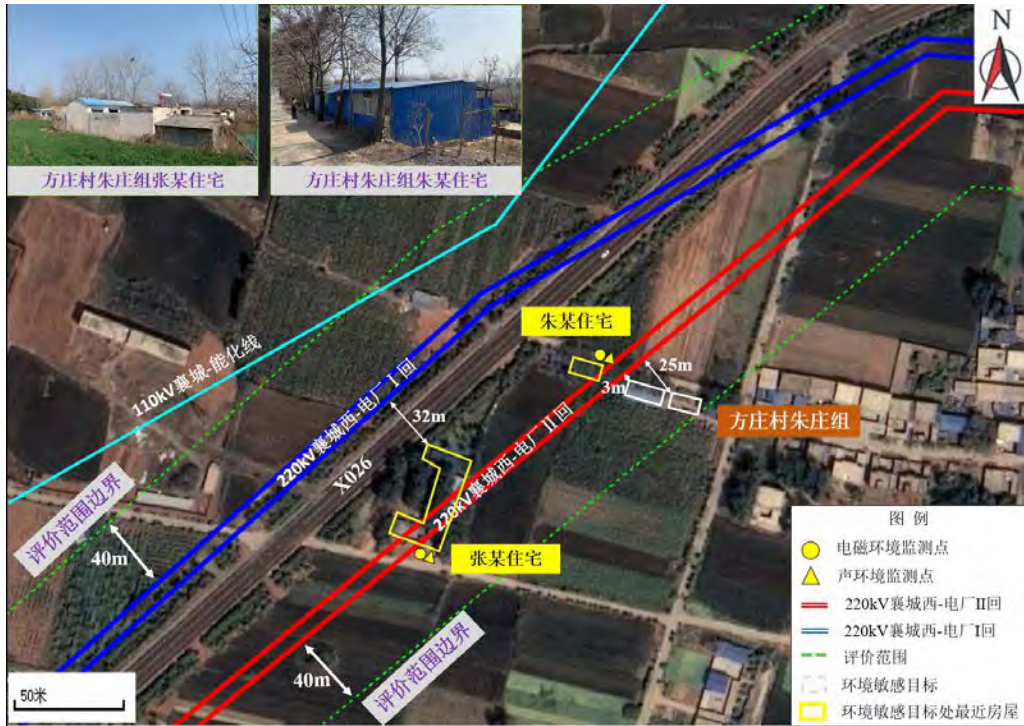 N
方庄村朱庄组张某住宅
方庄村朱庄组朱某住宅
朱某住宅
110kV襄城-能化线
25m
3m
方庄村朱庄组
220kV襄城西-电厂Ⅰ回
32m
X026
220kV襄城西-电厂Ⅱ回
评价范围边界
40m
张某住宅
评价范围边界
40m
50米
图 例
电磁环境监测点
声环境监测点
220kV襄城西-电厂II回
220kV襄城西-电厂I回
评价范围
环境敏感目标
环境敏感目标处最近房屋